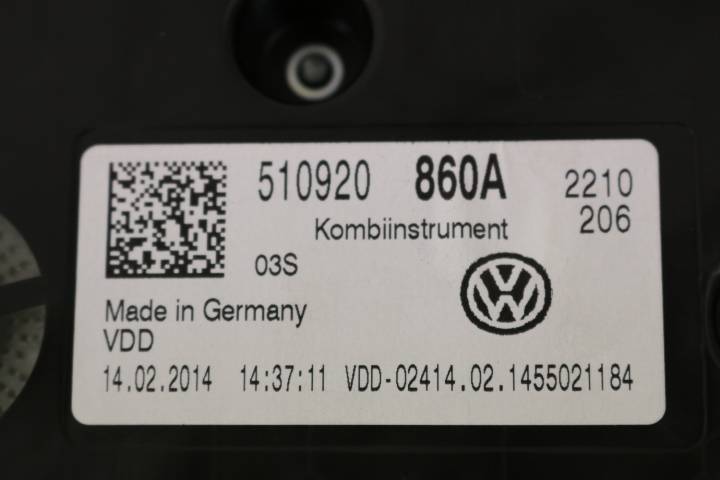 510920 860A 2210
206
Kombiinstrument
03S
Made in Germany
VDD
14.02.2014 14:37:11 VDD-02414.02.1455021184